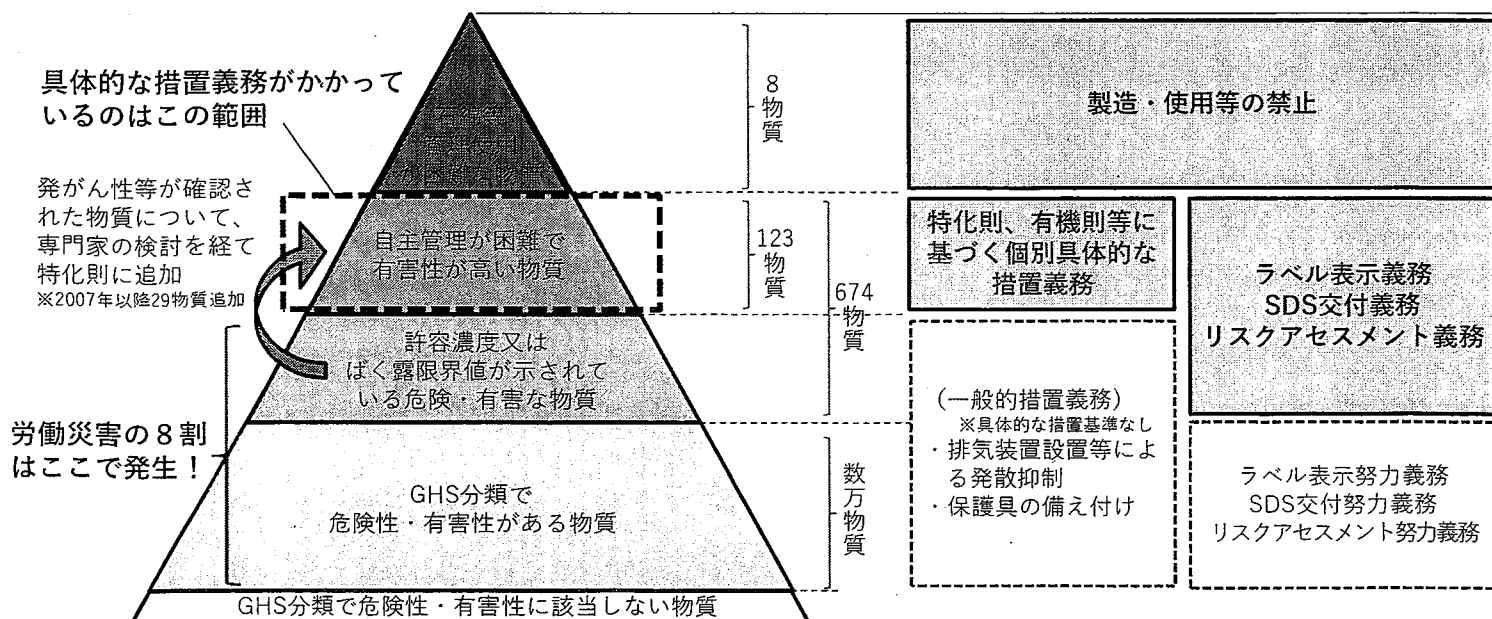 具体的な措置義務がかかって
いるのはこの範囲
発がん性等が確認さ
れた物質について、
専門家の検討を経て
特化則に追加
※2007年以降29物質追加
労働災害の8割
はここで発生!
自主管理が困難で
有害性が高い物質
許容濃度又は
ばく露限界値が示されて
いる危険・有害な物質
GHS分類で
危険性・有害性がある物質
GHS分類で危険性・有害性に該当しない物質
8物質
123物質
674物質
数万物質
製造・使用等の禁止
特化則、有機則等に
基づく個別具体的な
措置義務
ラベル表示義務
SDS交付義務
リスクアセスメント義務
(一般的措置義務)
※具体的な措置基準なし
・排気装置設置等によ
る発散抑制
・保護具の備え付け
ラベル表示努力義務
SDS交付努力義務
リスクアセスメント努力義務